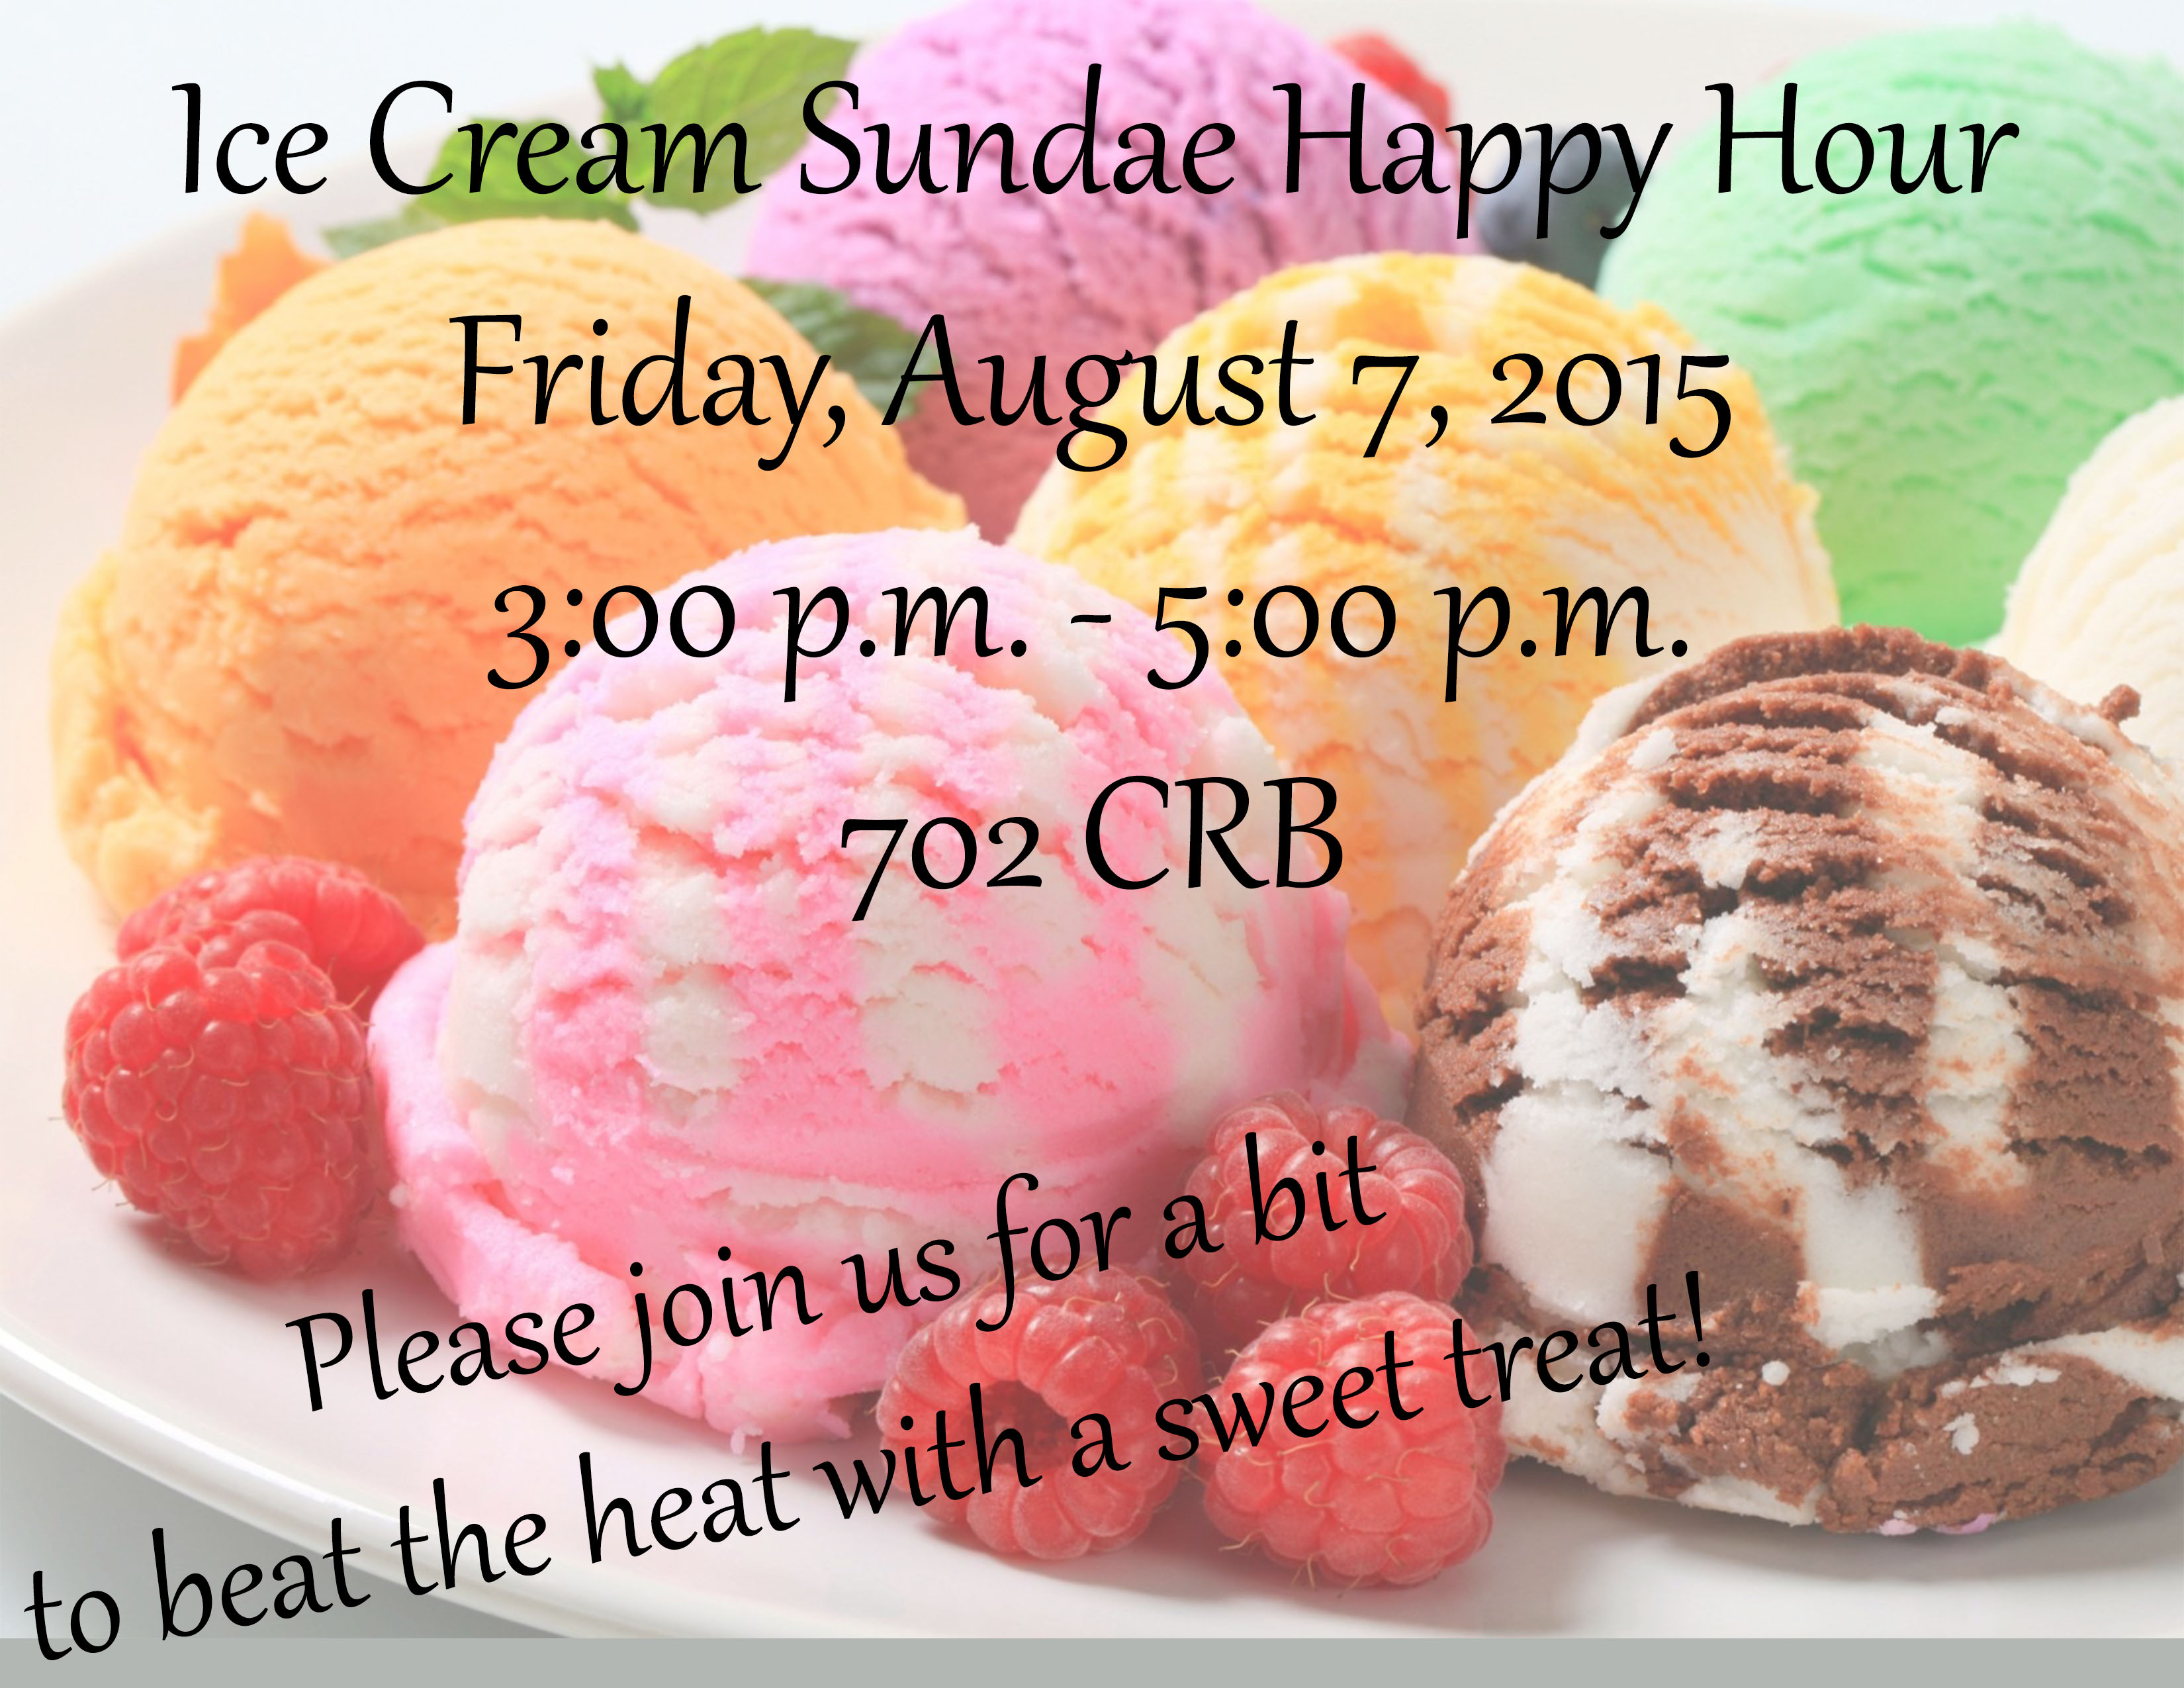 Ice Cream Sundae Happy Hour
Friday, August 7, 2015
3:00 p.m. - 5:00 p.m.
702 CRB
Please join us for a bit
to beat the heat with a sweet treat!